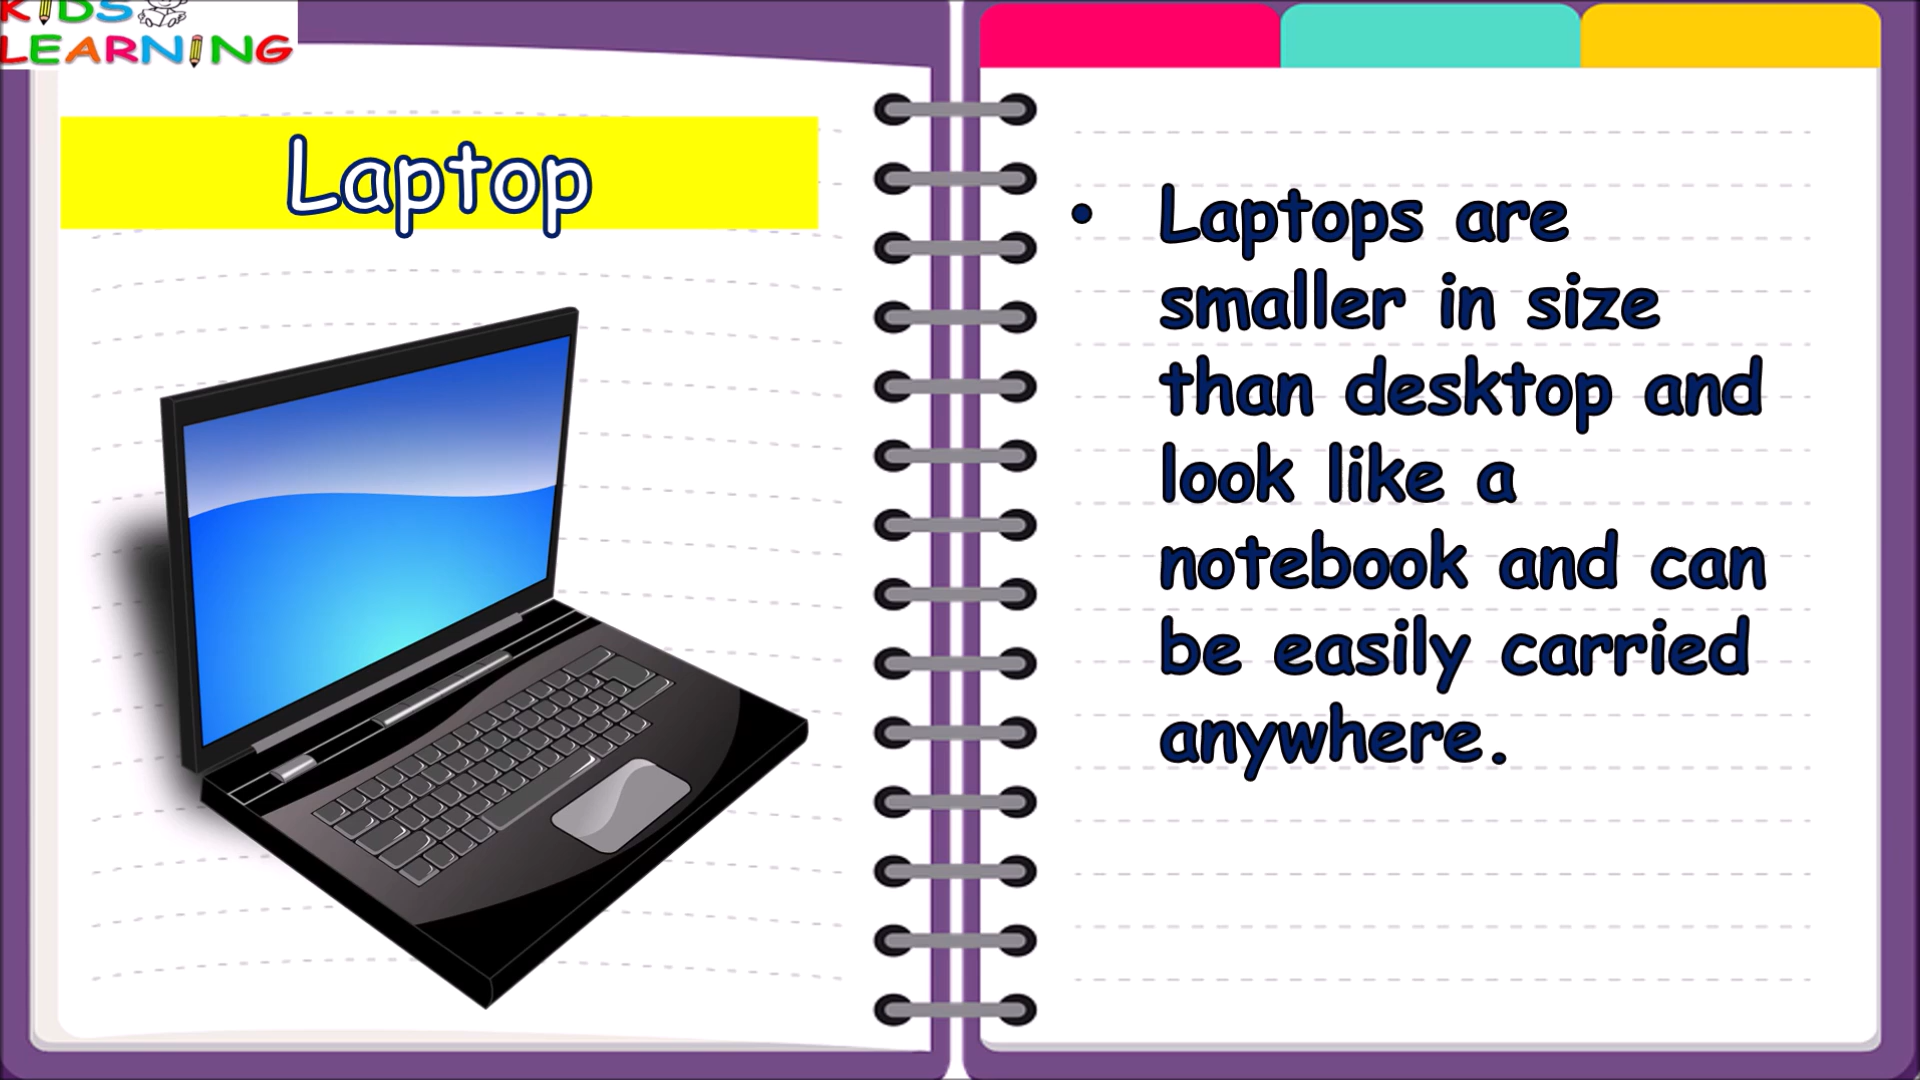 KIDS
LEARNING
Laptop
• Laptops are
smaller in size
than desktop and
look like a
notebook and can
be easily carried
anywhere.